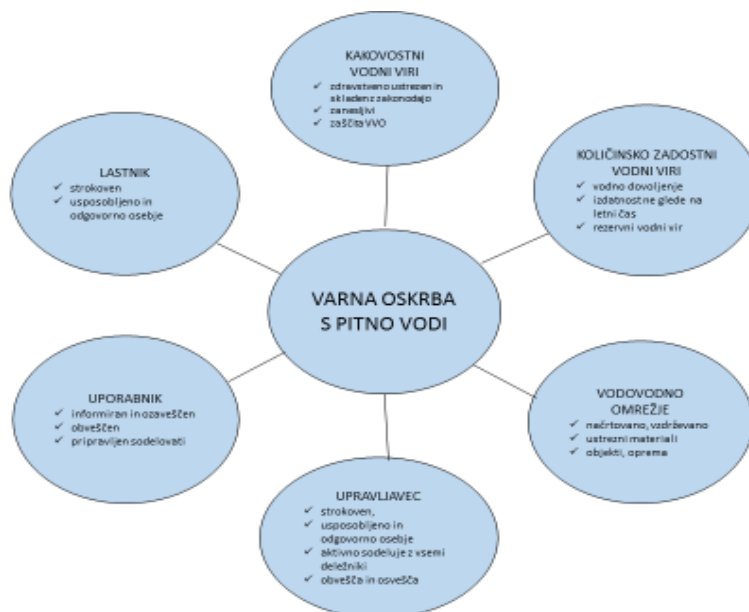 KAKOVOSTNI
VODNI VIRI
✓ zdravstveno ustrezen in
skladen z zakonodajo
✓ zanesljivi
✓ zaščita VVO
KOLIČINSKO ZADOSTNI
VODNI VIRI
✓ vodno dovoljenje
✓ izdatnost ne glede na
letni čas
✓ rezervni vodni vir
LASTNIK
✓ strokoven
✓ usposobljeno in
odgovorno osebje
VARNA OSKRBA
S PITNO VODI
UPORABNIK
✓ informiran in ozaveščen
✓ obveščen
✓ pripravljen sodelovati
VODOVODNO
OMREŽJE
✓ načrtovano, vzdrževano
✓ ustrezni materiali
✓ objekti, oprema
UPRAVLJAVEC
✓ strokoven,
✓ usposobljeno in
odgovorno osebje
✓ aktivno sodeluje z vsemi
deležniki
✓ obvešča in osvešča